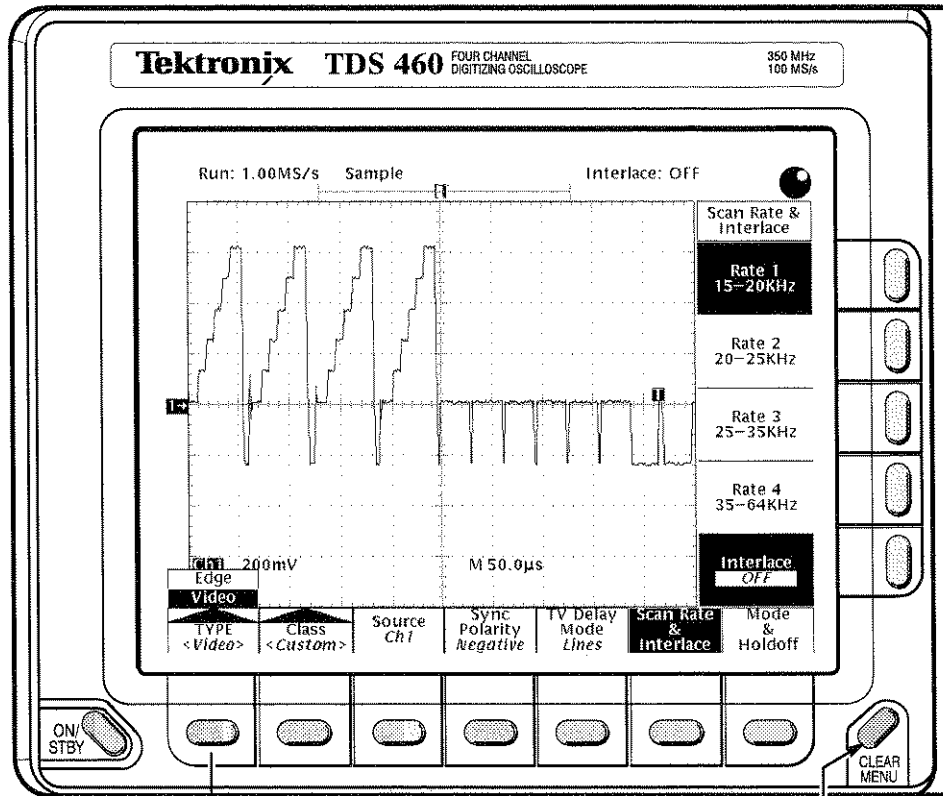 Tektronix TDS 460 FOUR CHANNEL DIGITIZING OSCILLOSCOPE
350 MHz
100 MS/s
Run: 1.00MS/s Sample Interlace: OFF
Scan Rate &
Interlace
Rate 1
15-20KHz
Rate 2
20-25KHz
T
Rate 3
25-35KHz
1
Rate 4
35-64KHz
Interlace
OFF
Ch1 200mV M 50.0µs
Edge
Video
TYPE
<Video>
Class
<Custom>
Source
Ch1
Sync
Polarity
Negative
TV Delay
Mode
Lines
Scan Rate
&
Interlace
Mode
&
Holdoff
ON/
STBY
CLEAR
MENU